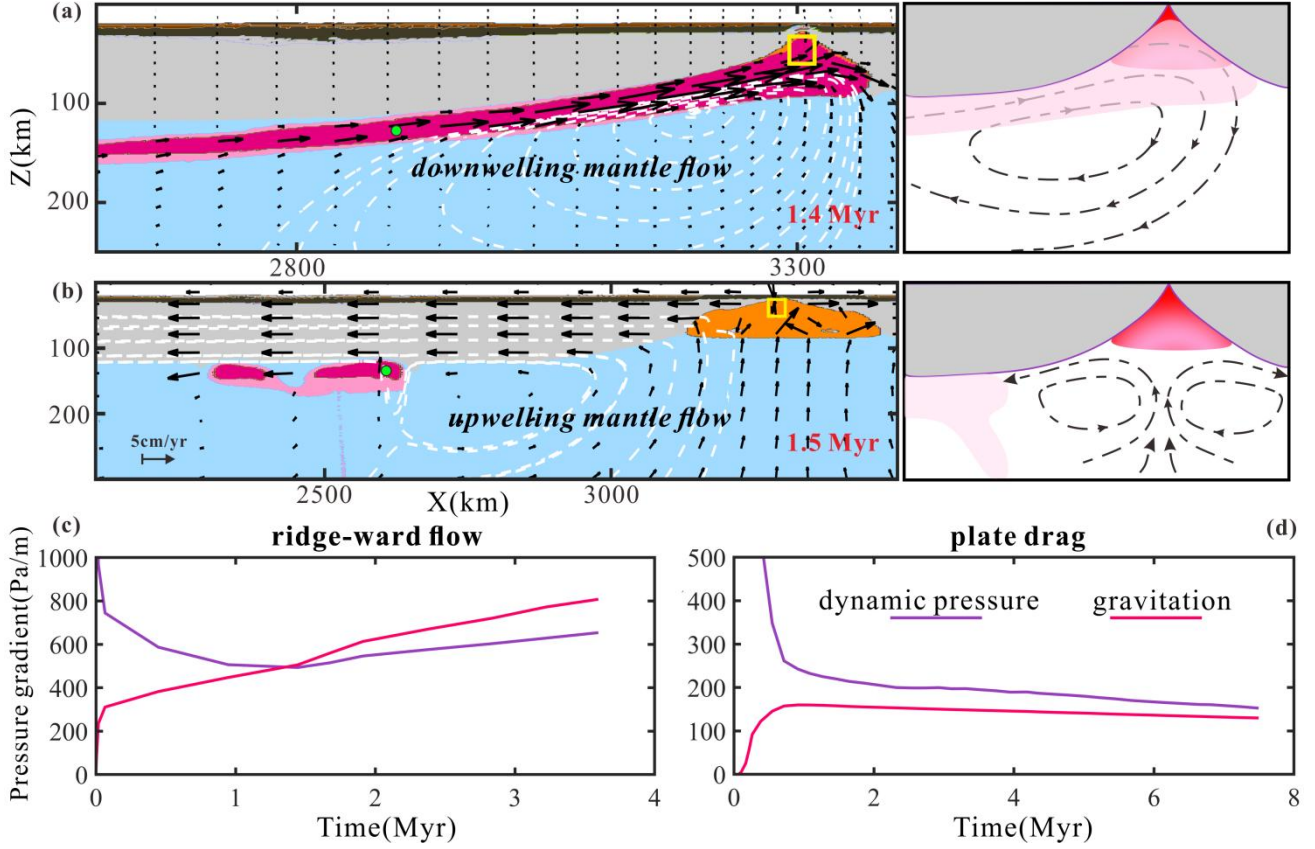 (a)
Z(km)
100
200
downwelling mantle flow
1.4 Myr
2800
3300
(b)
100
200
upwelling mantle flow
1.5 Myr
5cm/yr
2500
3000
X(km)
(c)
ridge-ward flow
Pressure gradient(Pa/m)
1000
800
600
400
200
0
0
1
2
3
4
Time(Myr)
plate drag
(d)
500
400
300
200
100
0
dynamic pressure
gravitation
0
2
4
6
8
Time(Myr)